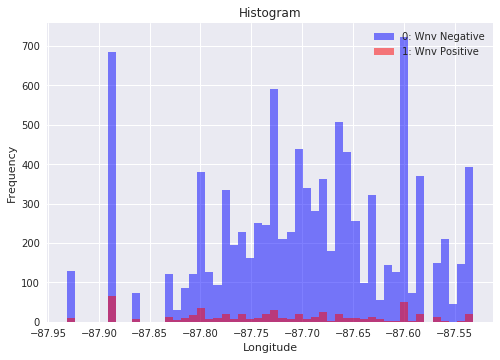 Histogram
0: Wnv Negative
1: Wnv Positive
700
600
500
400
300
200
100
0
Frequency
−87.95 −87.90 −87.85 −87.80 −87.75 −87.70 −87.65 −87.60 −87.55
Longitude